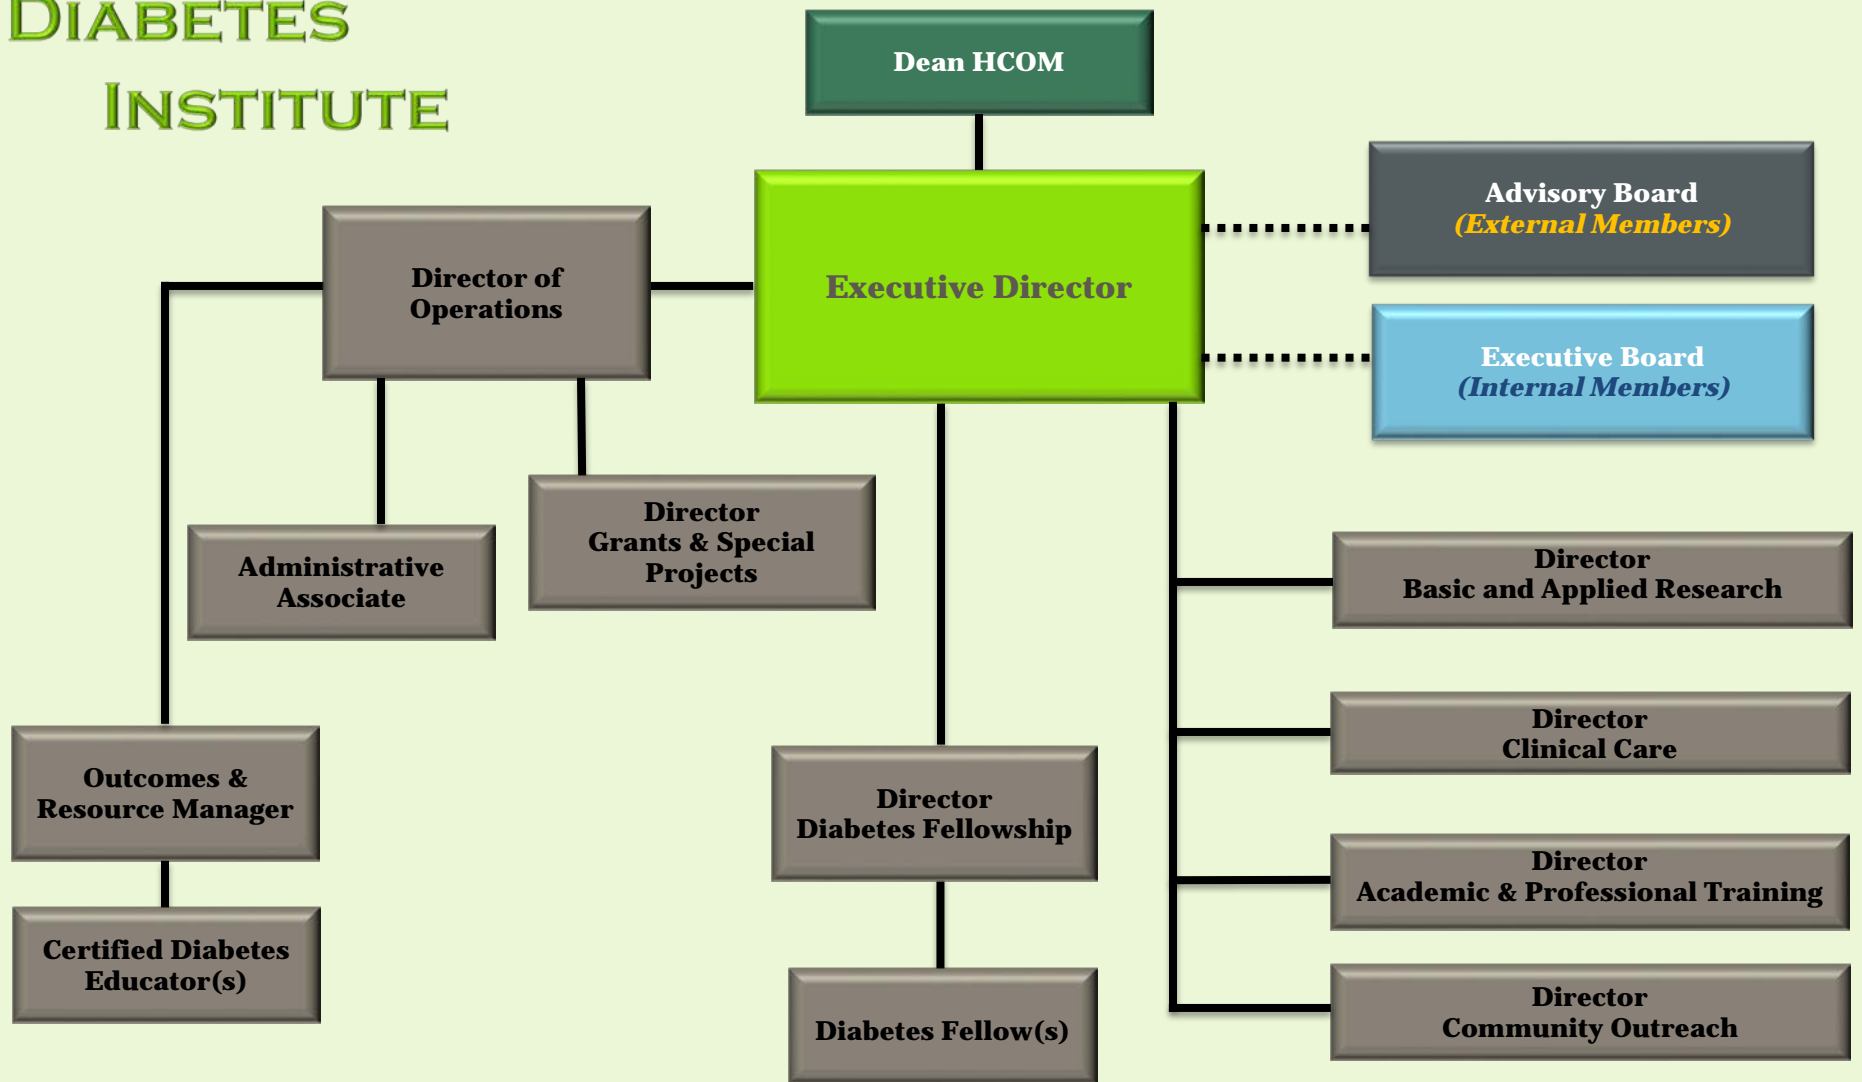 DIABETES
INSTITUTE
Dean HCOM
Advisory Board
(External Members)
Director of
Operations
Executive Director
Executive Board
(Internal Members)
Director
Grants & Special
Projects
Administrative
Associate
Director
Basic and Applied Research
Director
Clinical Care
Outcomes &
Resource Manager
Director
Diabetes Fellowship
Director
Academic & Professional Training
Certified Diabetes
Educator(s)
Diabetes Fellow(s)
Director
Community Outreach